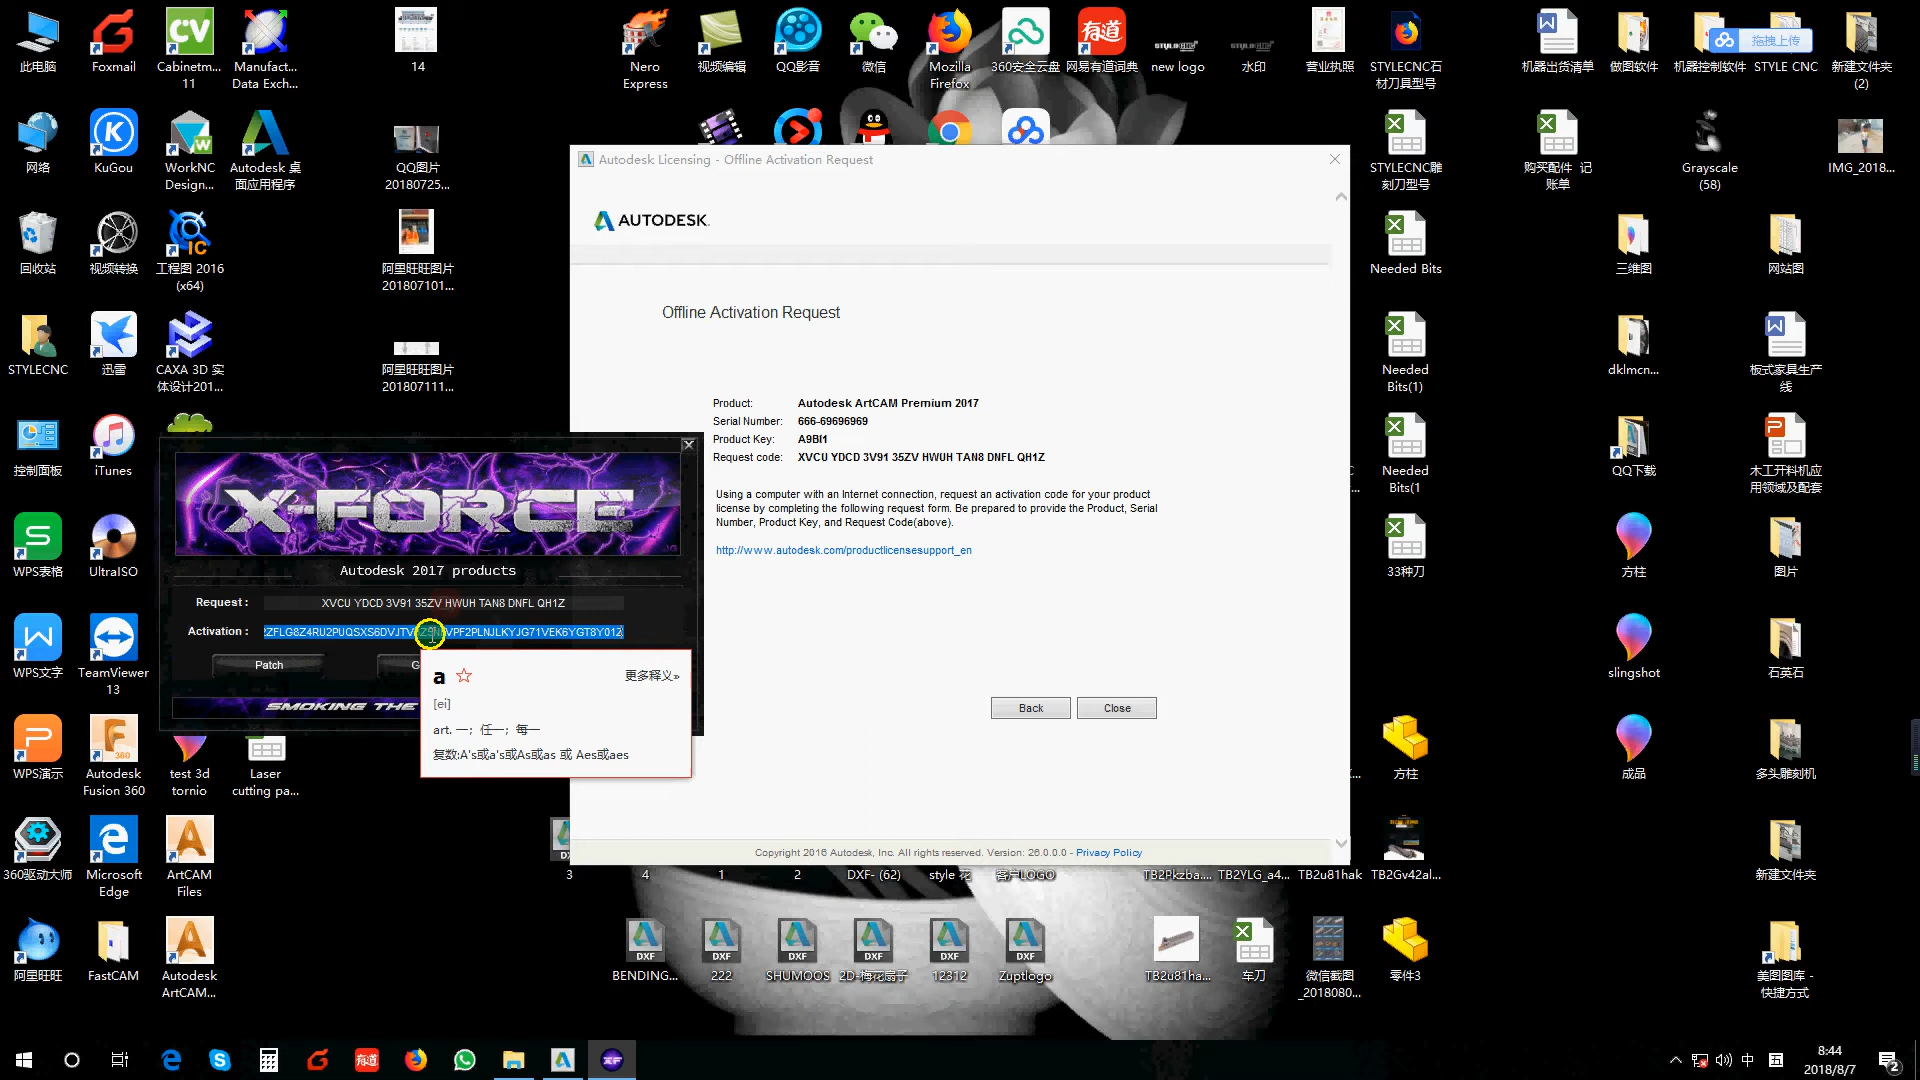 此电脑
Foxmail
Cabinetm...
11
Manufact...
Data Exch...
14
Nero
Express
视频编辑
QQ影音
微信
Mozilla
Firefox
360安全云盘
网易有道词典
new logo
水印
营业执照
STYLECNC石
材刀具型号
机器出货清单
做图软件
机器控制软件
STYLE CNC
拖拽上传
新建文件夹
(2)
网络
KuGou
WorkNC
Design...
Autodesk 桌
面应用程序
QQ图片
20180725...
STYLECNC雕
刻刀型号
购买配件 记
账单
Grayscale
(58)
IMG_2018...
回收站
视频转换
工程图 2016
(x64)
阿里旺旺图片
201807101...
Needed Bits
三维图
网站图
STYLECNC
迅雷
CAXA 3D 实
体设计201...
阿里旺旺图片
201807111...
Needed
Bits(1)
dklmcn...
板式家具生产
线
控制面板
iTunes
Needed
Bits(1
QQ下载
木工开料机应
用领域及配套
WPS表格
UltraISO
33种刀
方柱
图片
WPS文字
TeamViewer
13
slingshot
石英石
WPS演示
Autodesk
Fusion 360
test 3d
tornio
Laser
cutting pa...
方柱
成品
多头雕刻机
360驱动大师
Microsoft
Edge
ArtCAM
Files
3
4
1
2
DXF- (62)
style 花
客户LOGO
TB2Pkzba....
TB2YLG_a4...
TB2u81hak
TB2Gv42al...
新建文件夹
阿里旺旺
FastCAM
Autodesk
ArtCAM...
BENDING...
222
SHUMOOS
2D-梅花扇子
12312
Zuptlogo
TB2u81ha...
车刀
微信截图
_2018080...
零件3
美图图库 -
快捷方式
Autodesk Licensing - Offline Activation Request
AUTODESK.
Offline Activation Request
Product: Autodesk ArtCAM Premium 2017
Serial Number: 666-69696969
Product Key: A9BI1
Request code: XVCU YDCD 3V91 35ZV HWUH TAN8 DNFL QH1Z
Using a computer with an Internet connection, request an activation code for your product
license by completing the following request form. Be prepared to provide the Product, Serial
Number, Product Key, and Request Code(above).
http://www.autodesk.com/productlicensesupport_en
Back
Close
Copyright 2016 Autodesk, Inc. All rights reserved. Version: 26.0.0.0 - Privacy Policy
X-FORCE
Autodesk 2017 products
Request : XVCU YDCD 3V91 35ZV HWUH TAN8 DNFL QH1Z
Activation :
Patch
SMOKING THE
a
更多释义»
[ei]
art. 一；任一；每一
复数:A's或a's或As或as 或 Aes或aes
中
8:44
2018/8/7
2